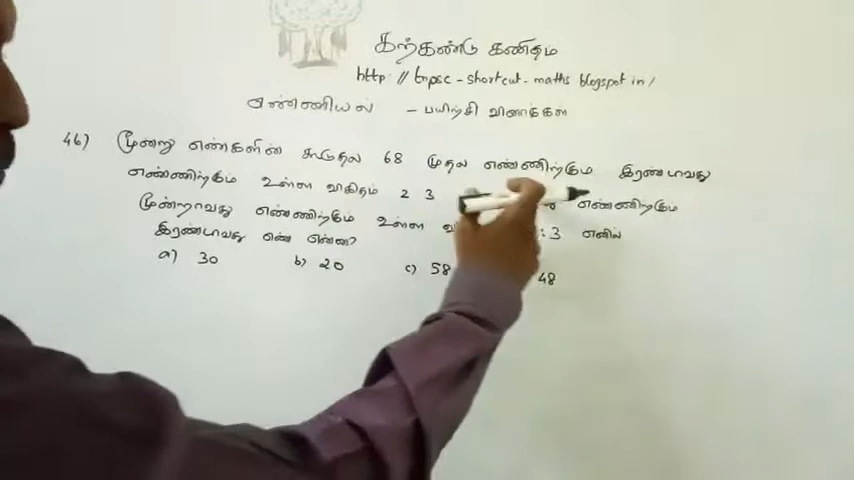 கற்கண்டு கணிதம்
http://tnpsc-shortcut-maths blogspot.in/
எண்ணியல் - பயிற்சி வினாக்கள்
46) மூன்று எண்களின் கூடுதல் 68 முதல் எண்ணிற்கும் இரண்டாவது
எண்ணிற்கும் உள்ள விகிதம் 2 3 எண்ணிற்கும்
மூன்றாவது எண்ணிற்கும் உள்ள :3 எனில்
இரண்டாவது எண் என்ன?
a) 30 b) 20 c) 58 48